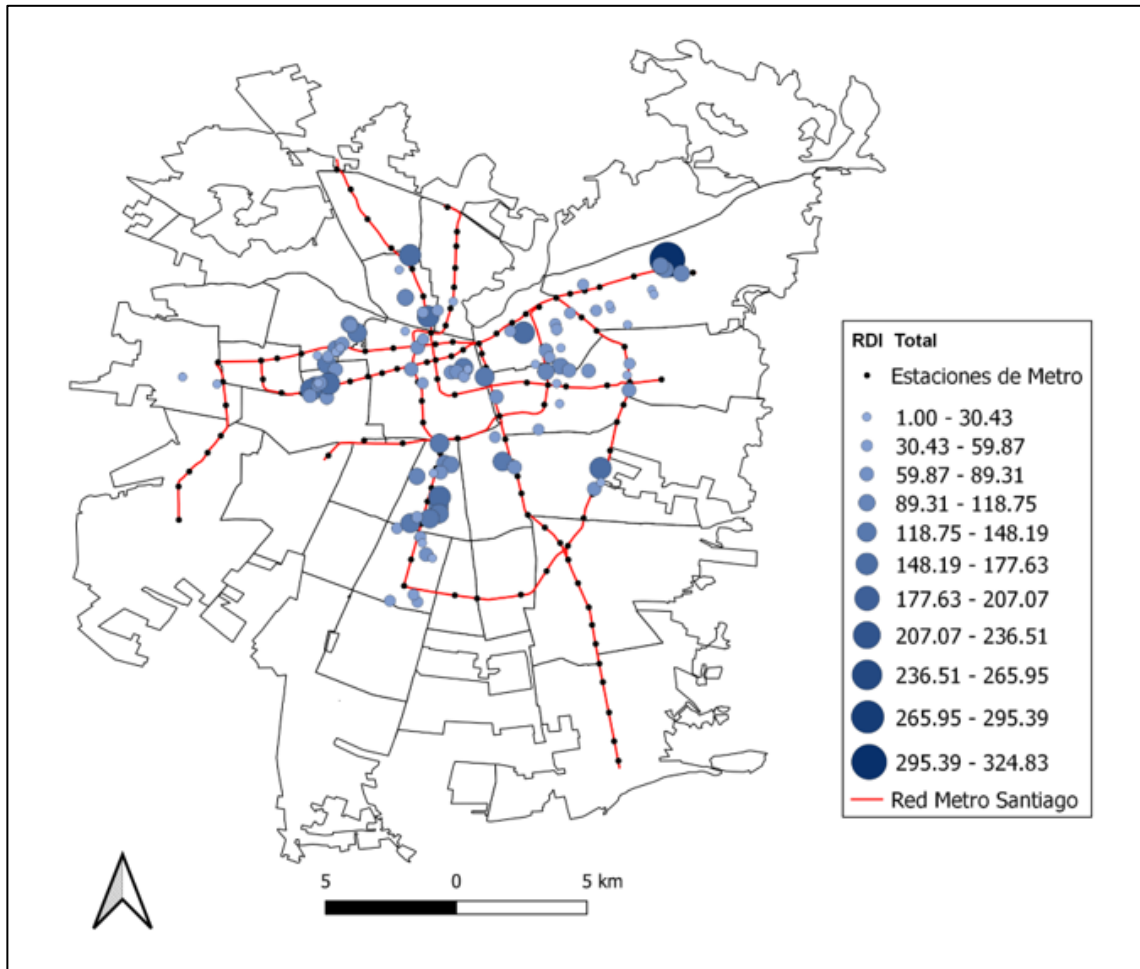 RDI Total
Estaciones de Metro
1.00 - 30.43
30.43 - 59.87
59.87 - 89.31
89.31 - 118.75
118.75 - 148.19
148.19 - 177.63
177.63 - 207.07
207.07 - 236.51
236.51 - 265.95
265.95 - 295.39
295.39 - 324.83
Red Metro Santiago
5 0 5 km